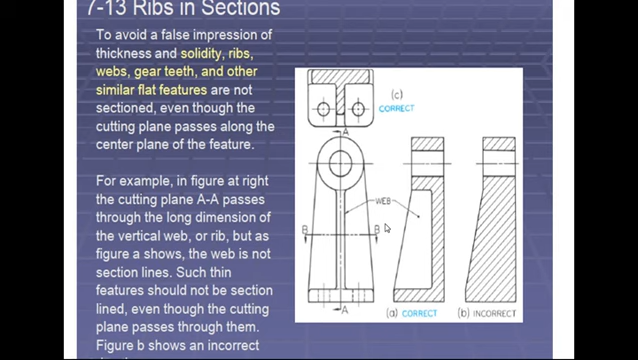 7-13 Ribs in Sections
To avoid a false impression of
thickness and solidity, ribs,
webs, gear teeth, and other
similar flat features are not
sectioned, even though the
cutting plane passes along the
center plane of the feature.
For example, in figure at right
the cutting plane A-A passes
through the long dimension of
the vertical web, or rib, but as
figure a shows, the web is not
section lines. Such thin
features should not be section
lined, even though the cutting
plane passes through them.
Figure b shows an incorrect
(c)
CORRECT
A
WEB
B
B
A
(a) CORRECT
(b) INCORRECT